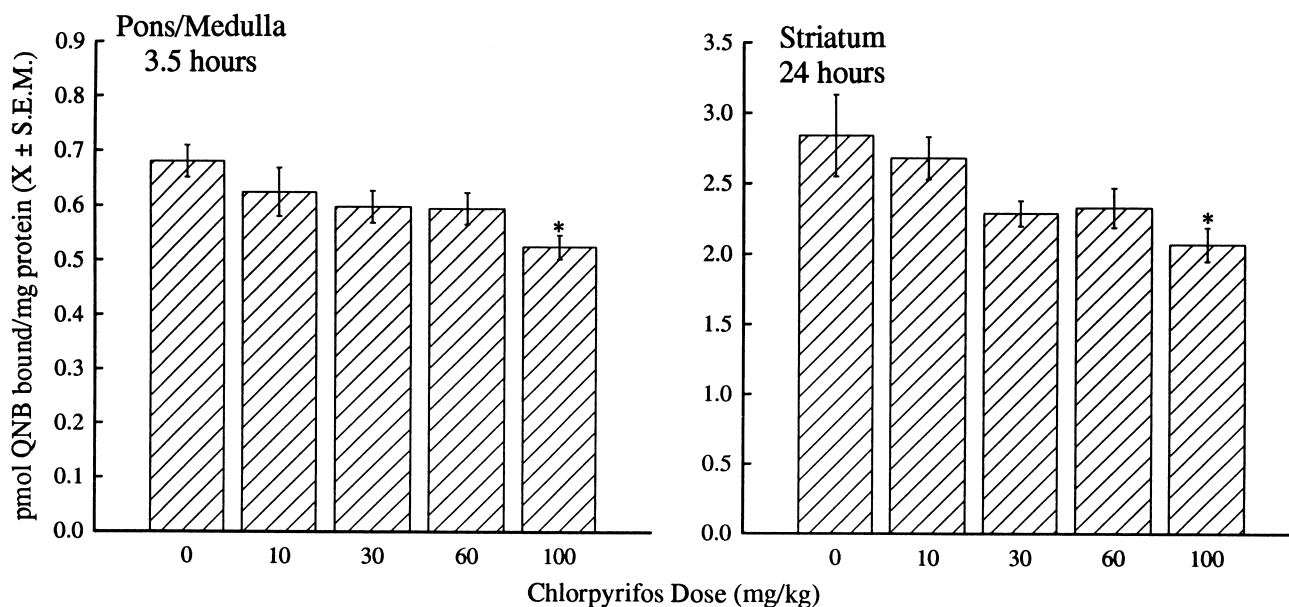 Pons/Medulla
3.5 hours
pmol QNB bound/mg protein (X ± S.E.M.)
0.9
0.8
0.7
0.6
0.5
0.4
0.3
0.2
0.1
0.0
*
0 10 30 60 100
Striatum
24 hours
3.5
3.0
2.5
2.0
1.5
1.0
0.5
0.0
*
0 10 30 60 100
Chlorpyrifos Dose (mg/kg)